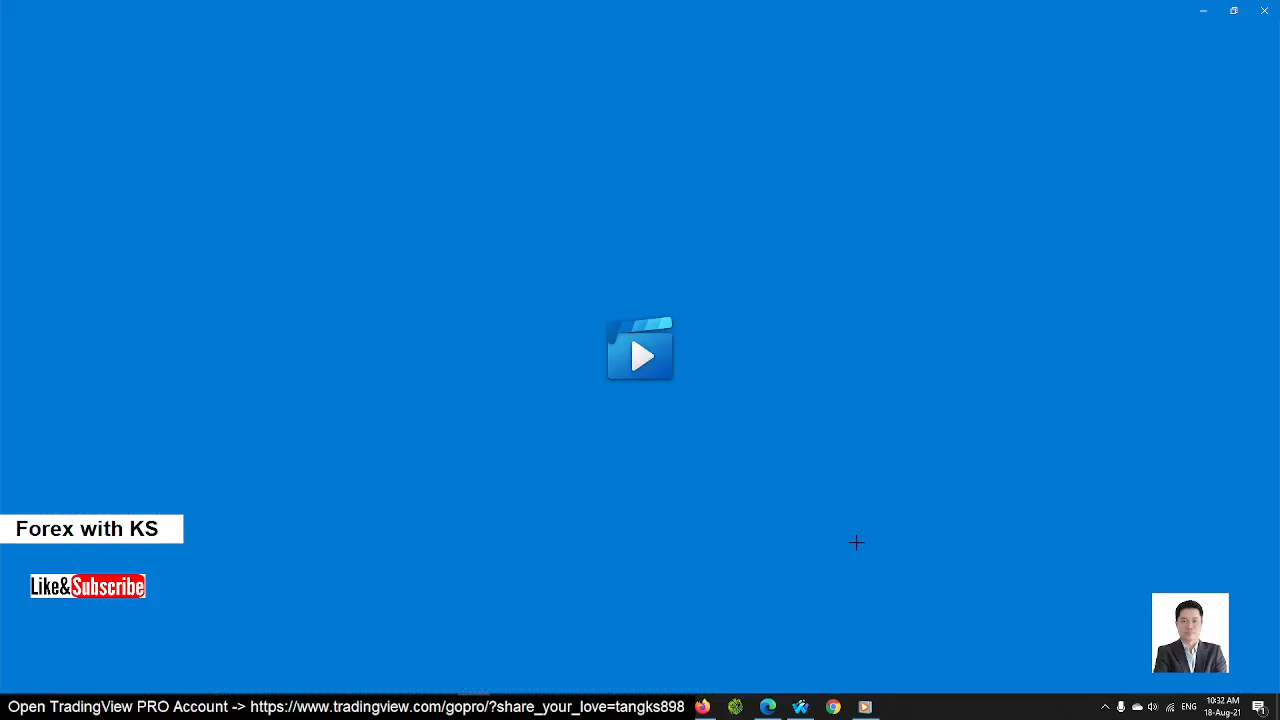 Forex with KS
Like&Subscribe
Open TradingView PRO Account -> https://www.tradingview.com/gopro/?share_your_love=tangks898
ENG
10:32 AM
18-Aug-21